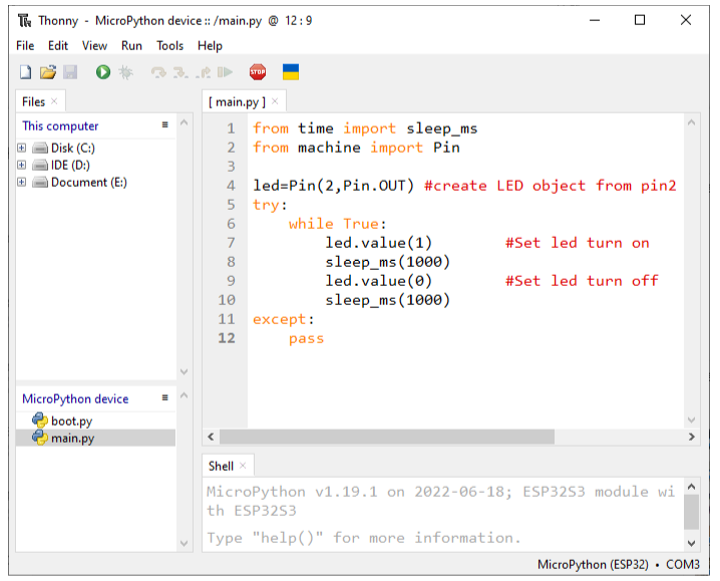 Thonny - MicroPython device :: /main.py @ 12 : 9
File Edit View Run Tools Help
STOP
Files ×
This computer ≡
Disk (C:)
IDE (D:)
Document (E:)
MicroPython device ≡
boot.py
main.py
[ main.py ] ×
1 from time import sleep_ms
2 from machine import Pin
3
4 led=Pin(2,Pin.OUT) #create LED object from pin2
5 try:
6     while True:
7         led.value(1)        #Set led turn on
8         sleep_ms(1000)
9         led.value(0)        #Set led turn off
10         sleep_ms(1000)
11 except:
12     pass
Shell ×
MicroPython v1.19.1 on 2022-06-18; ESP32S3 module wi
th ESP32S3
Type "help()" for more information.
MicroPython (ESP32) • COM3